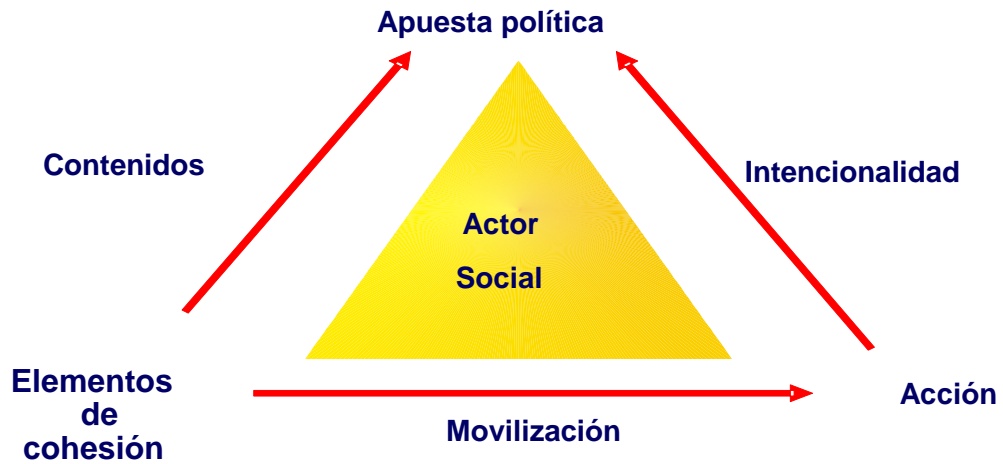 Apuesta política
Contenidos
Intencionalidad
Actor
Social
Elementos
de
cohesión
Acción
Movilización